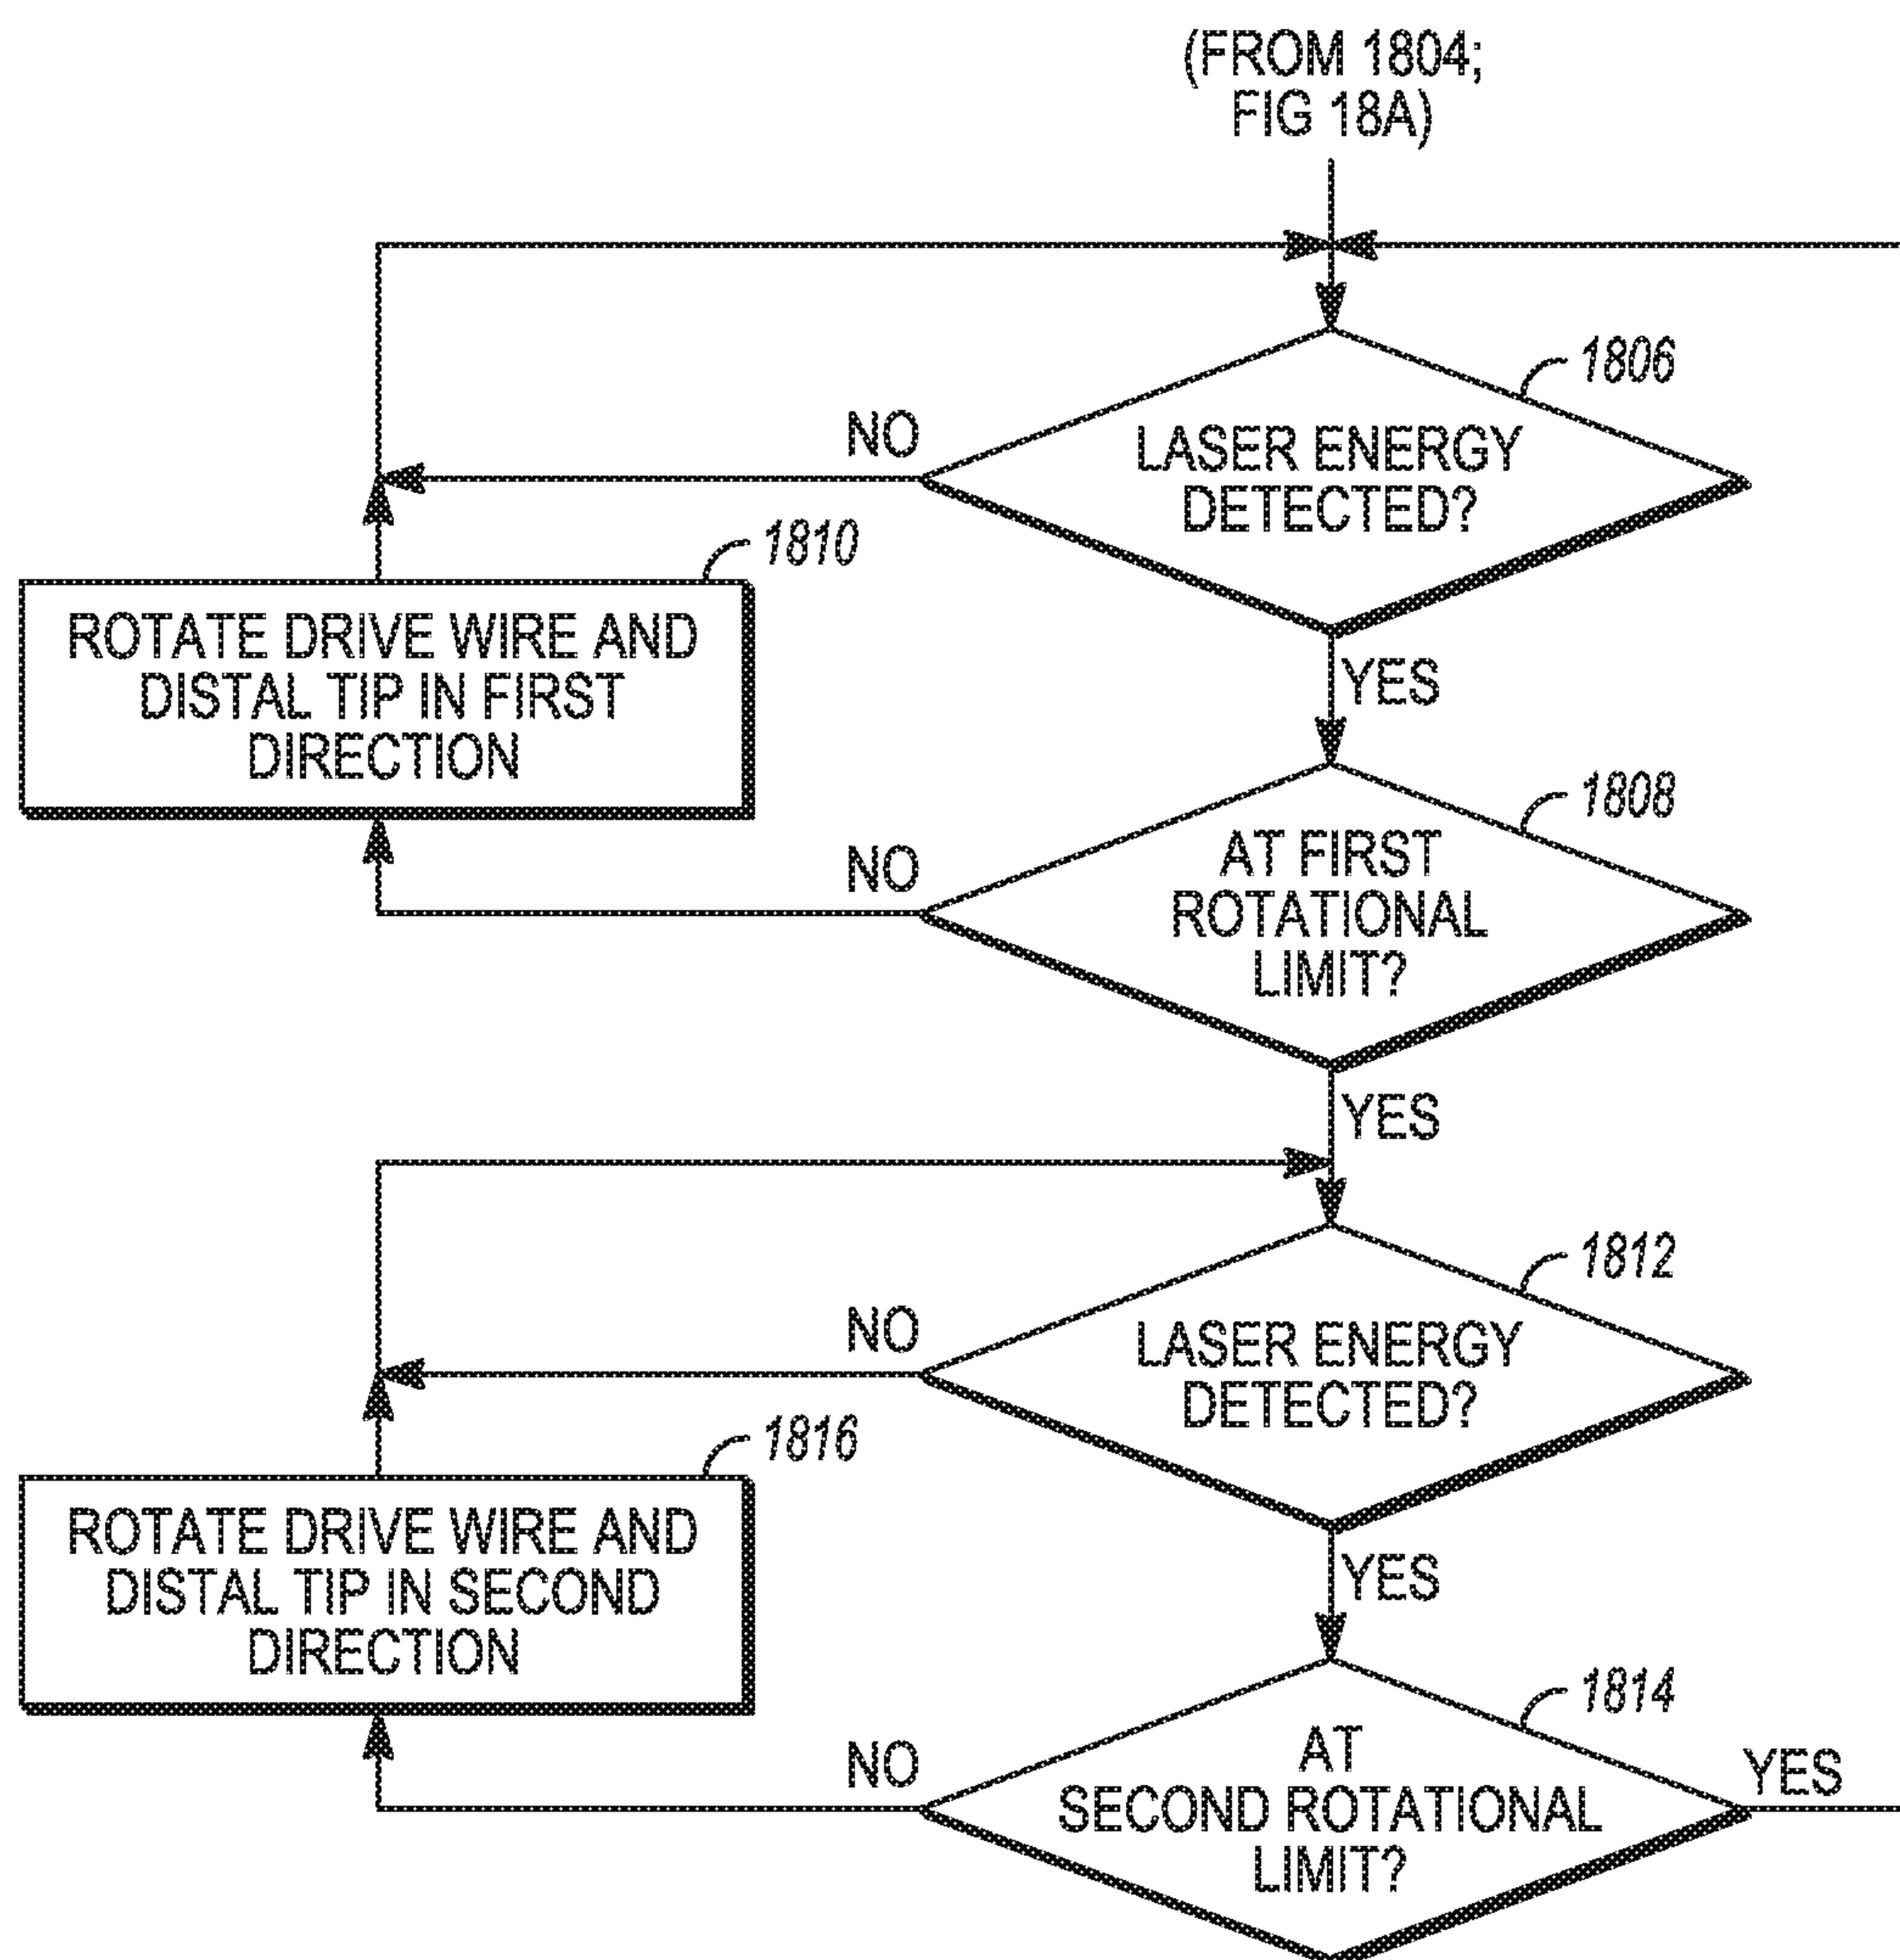 (FROM 1804;
FIG 18A)
1806
NO
LASER ENERGY
DETECTED?
YES
1810
ROTATE DRIVE WIRE AND
DISTAL TIP IN FIRST
DIRECTION
1808
NO
AT FIRST
ROTATIONAL
LIMIT?
YES
1812
NO
LASER ENERGY
DETECTED?
YES
1816
ROTATE DRIVE WIRE AND
DISTAL TIP IN SECOND
DIRECTION
1814
NO
AT
SECOND ROTATIONAL
LIMIT?
YES